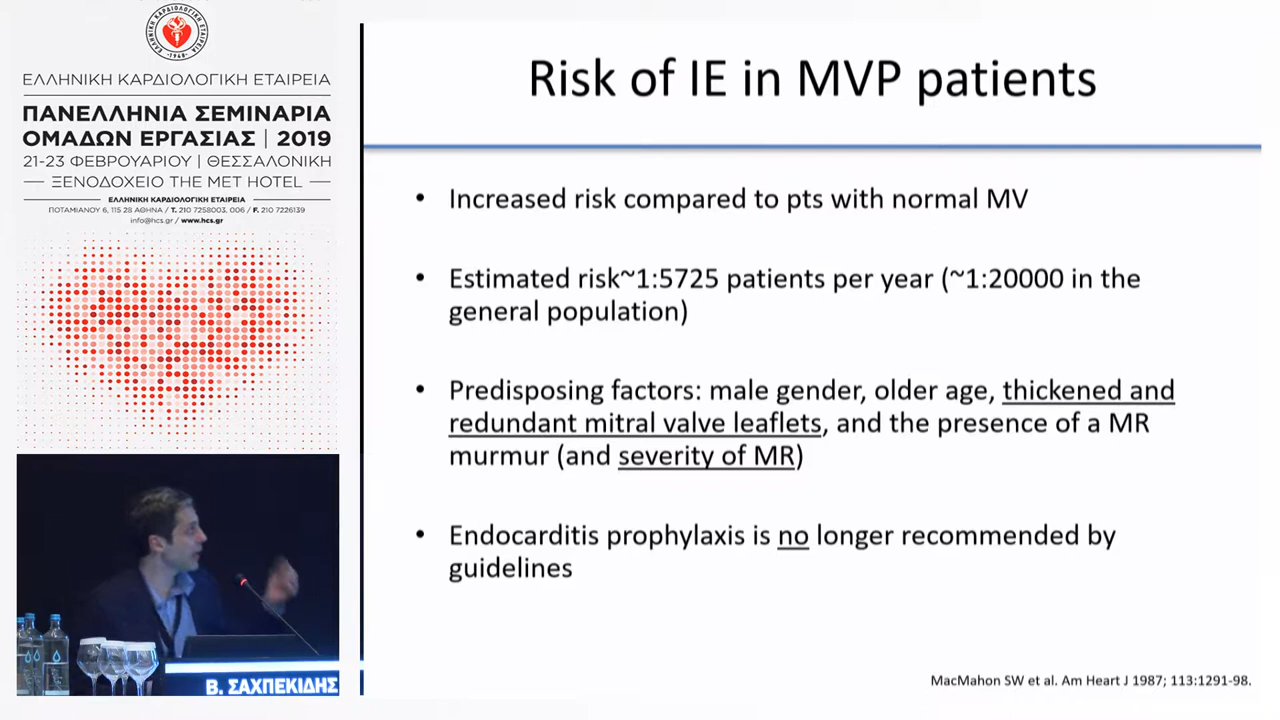 ΕΛΛΗΝΙΚΗ ΚΑΡΔΙΟΛΟΓΙΚΗ ΕΤΑΙΡΕΙΑ
1948
ΕΛΛΗΝΙΚΗ ΚΑΡΔΙΟΛΟΓΙΚΗ ΕΤΑΙΡΕΙΑ
ΠΑΝΕΛΛΗΝΙΑ ΣΕΜΙΝΑΡΙΑ
ΟΜΑΔΩΝ ΕΡΓΑΣΙΑΣ | 2019
21-23 ΦΕΒΡΟΥΑΡΙΟΥ | ΘΕΣΣΑΛΟΝΙΚΗ
ΞΕΝΟΔΟΧΕΙΟ THE MET HOTEL
ΕΛΛΗΝΙΚΗ ΚΑΡΔΙΟΛΟΓΙΚΗ ΕΤΑΙΡΕΙΑ
ΠΟΤΑΜΙΑΝΟΥ 6, 115 28 ΑΘΗΝΑ / T. 210 7258003, 006 / F. 210 7226139
info@hcs.gr / www.hcs.gr
Β. ΣΑΧΠΕΚΙΔΗΣ
Risk of IE in MVP patients
• Increased risk compared to pts with normal MV
• Estimated risk~1:5725 patients per year (~1:20000 in the
general population)
• Predisposing factors: male gender, older age, thickened and
redundant mitral valve leaflets, and the presence of a MR
murmur (and severity of MR)
• Endocarditis prophylaxis is no longer recommended by
guidelines
MacMahon SW et al. Am Heart J 1987; 113:1291-98.